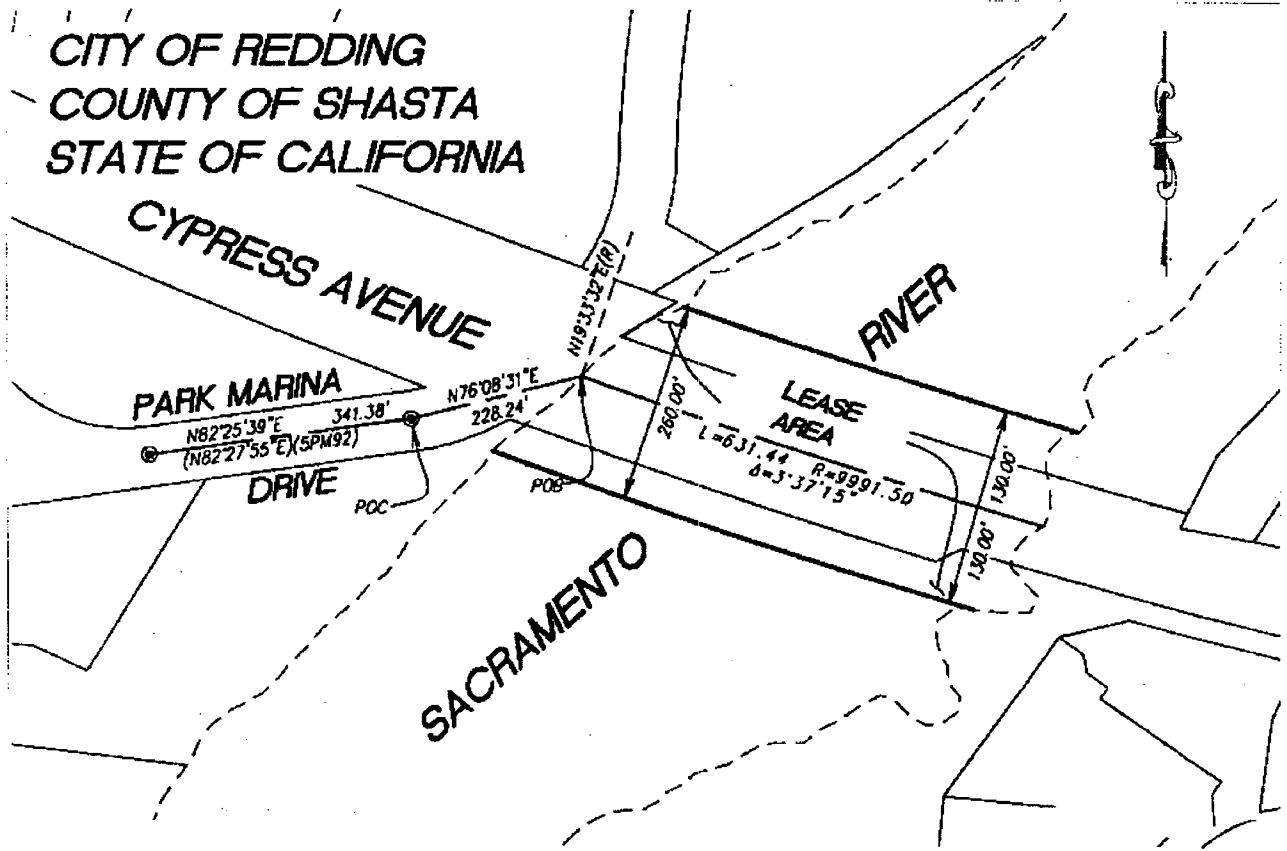 CITY OF REDDING
COUNTY OF SHASTA
STATE OF CALIFORNIA
CYPRESS AVENUE
N19°33'32"E(R)
RIVER
PARK MARINA
N82°25'39"E 341.38'
(N82°27'55"E)(5PM92)
DRIVE
N76°08'31"E
228.24'
POC
POB
260.00'
LEASE
AREA
L=631.44 R=9991.50
Δ=3°37'15"
130.00'
130.00'
SACRAMENTO